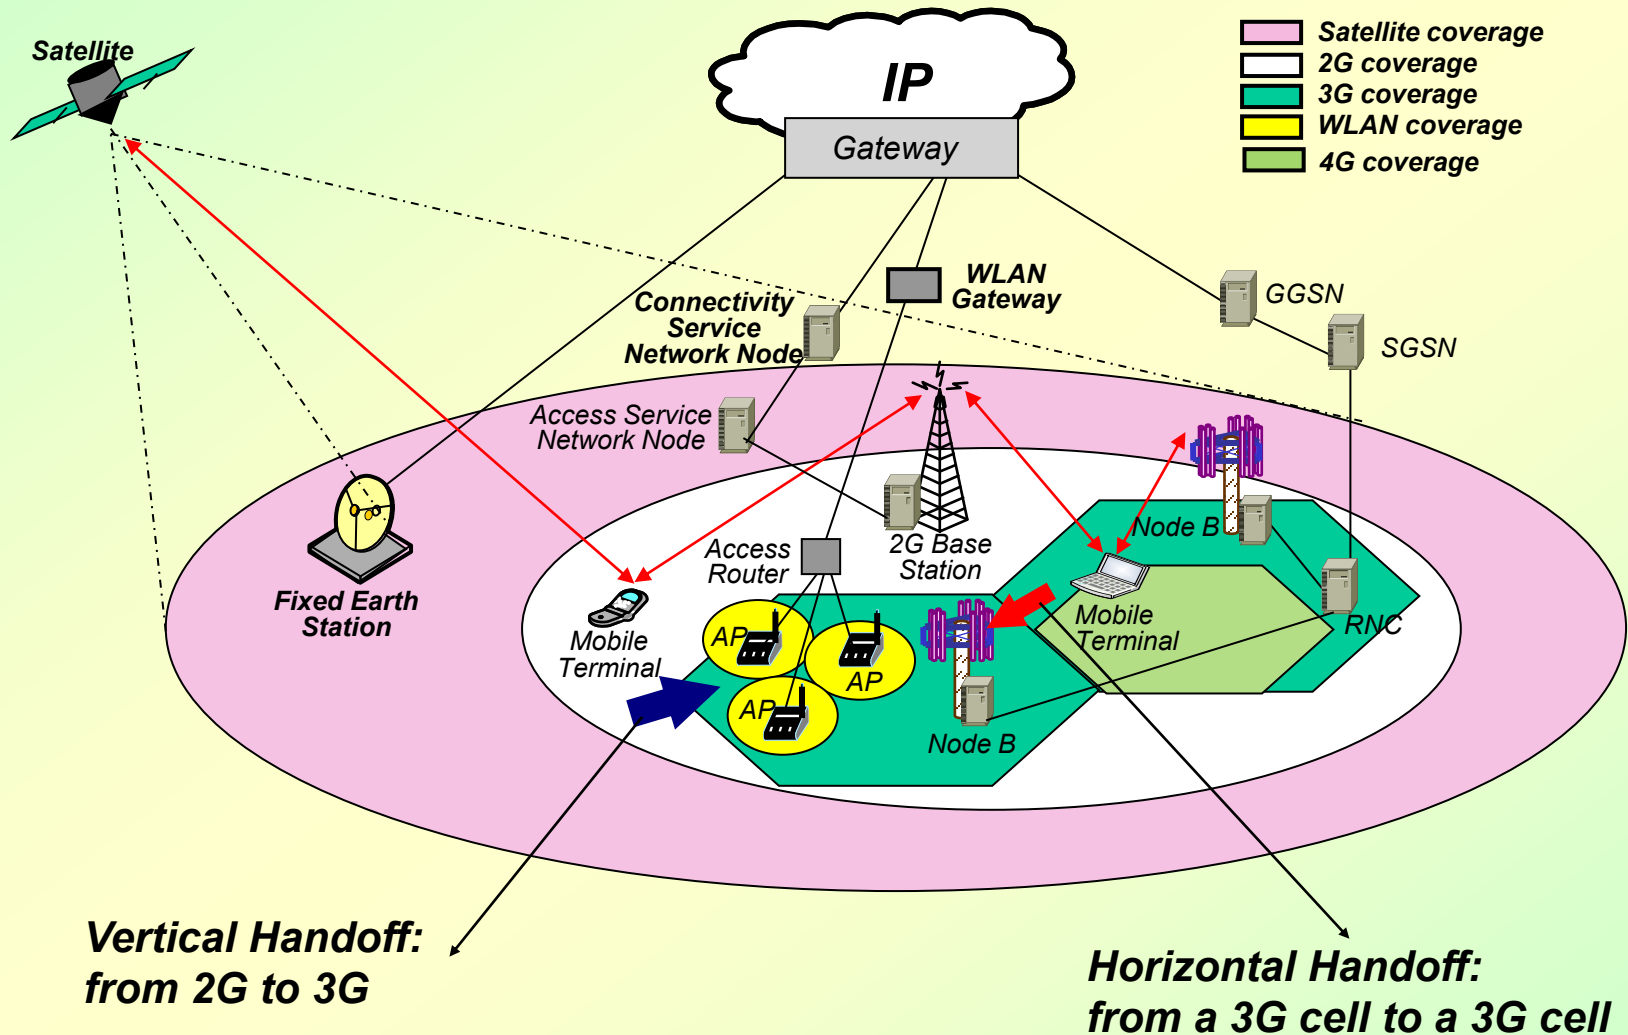 Satellite
IP
Gateway
Satellite coverage
2G coverage
3G coverage
WLAN coverage
4G coverage
WLAN
Gateway
Connectivity
Service
Network Node
GGSN
SGSN
Access Service
Network Node
Node B
2G Base
Station
Access
Router
Fixed Earth
Station
Mobile
Terminal
AP
AP
AP
Mobile
Terminal
RNC
Node B
Vertical Handoff:
from 2G to 3G
Horizontal Handoff:
from a 3G cell to a 3G cell